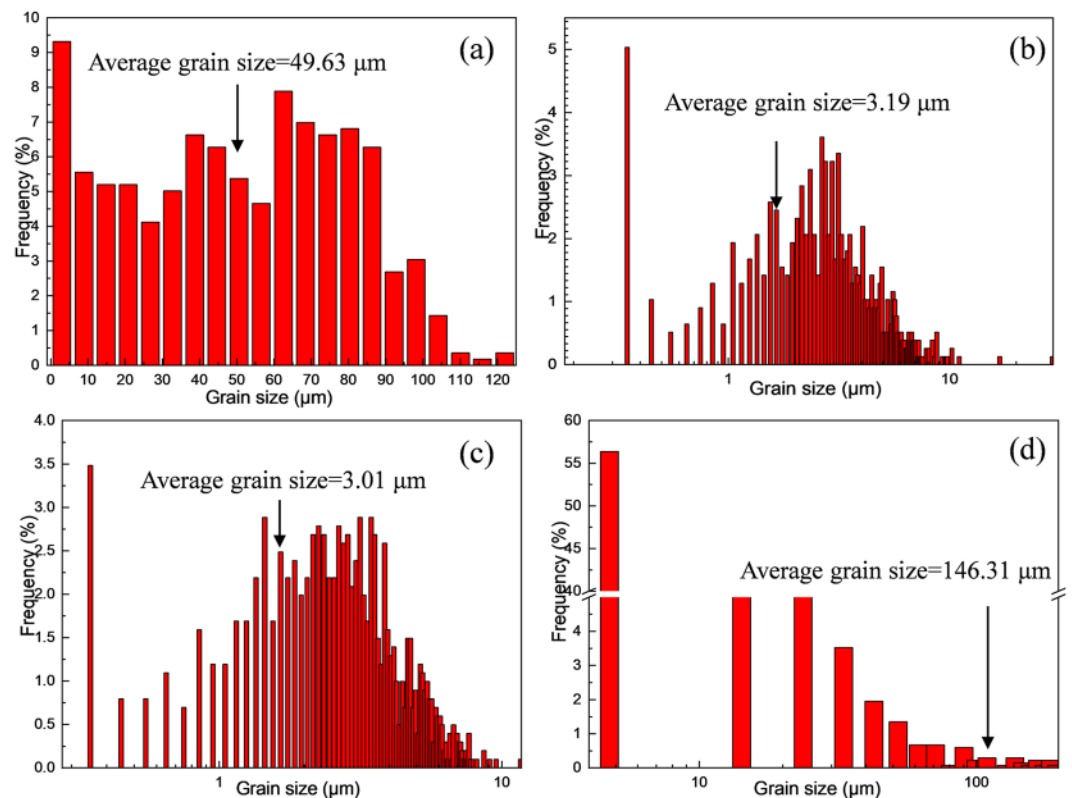 (a)
Average grain size=49.63 µm
Frequency (%)
10
9
8
7
6
5
4
3
2
1
0
0 10 20 30 40 50 60 70 80 90 100 110 120
Grain size (µm)
(b)
Average grain size=3.19 µm
Frequency (%)
5
4
3
2
1
0
1 10
Grain size (µm)
(c)
Average grain size=3.01 µm
Frequency (%)
4.0
3.5
3.0
2.5
2.0
1.5
1.0
0.5
0.0
1 10
Grain size (µm)
(d)
Average grain size=146.31 µm
Frequency (%)
60
55
50
45
40
4
3
2
1
0
10 100
Grain size (µm)